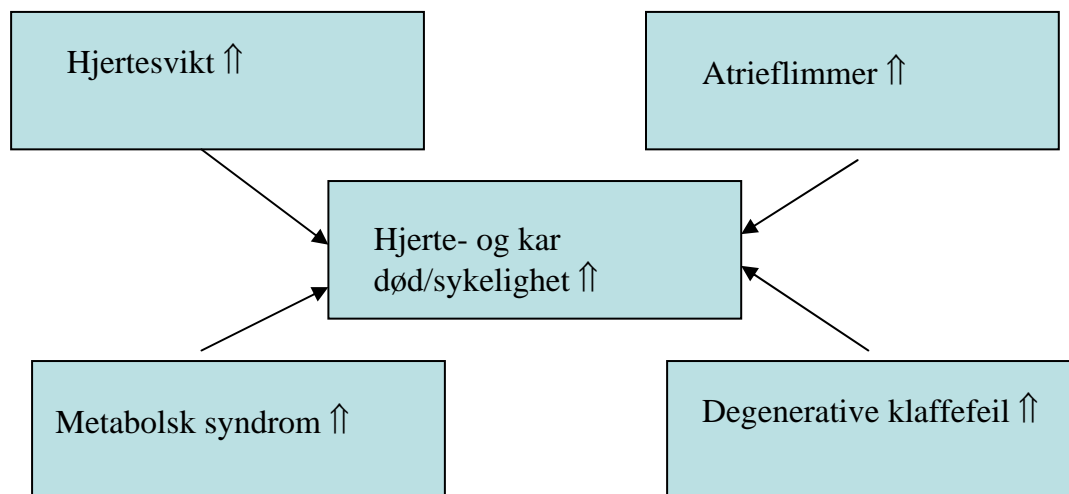 Hjertesvikt ⇑
Atrieflimmer ⇑
Hjerte- og kar
død/sykelighet ⇑
Metabolsk syndrom ⇑
Degenerative klaffefeil ⇑